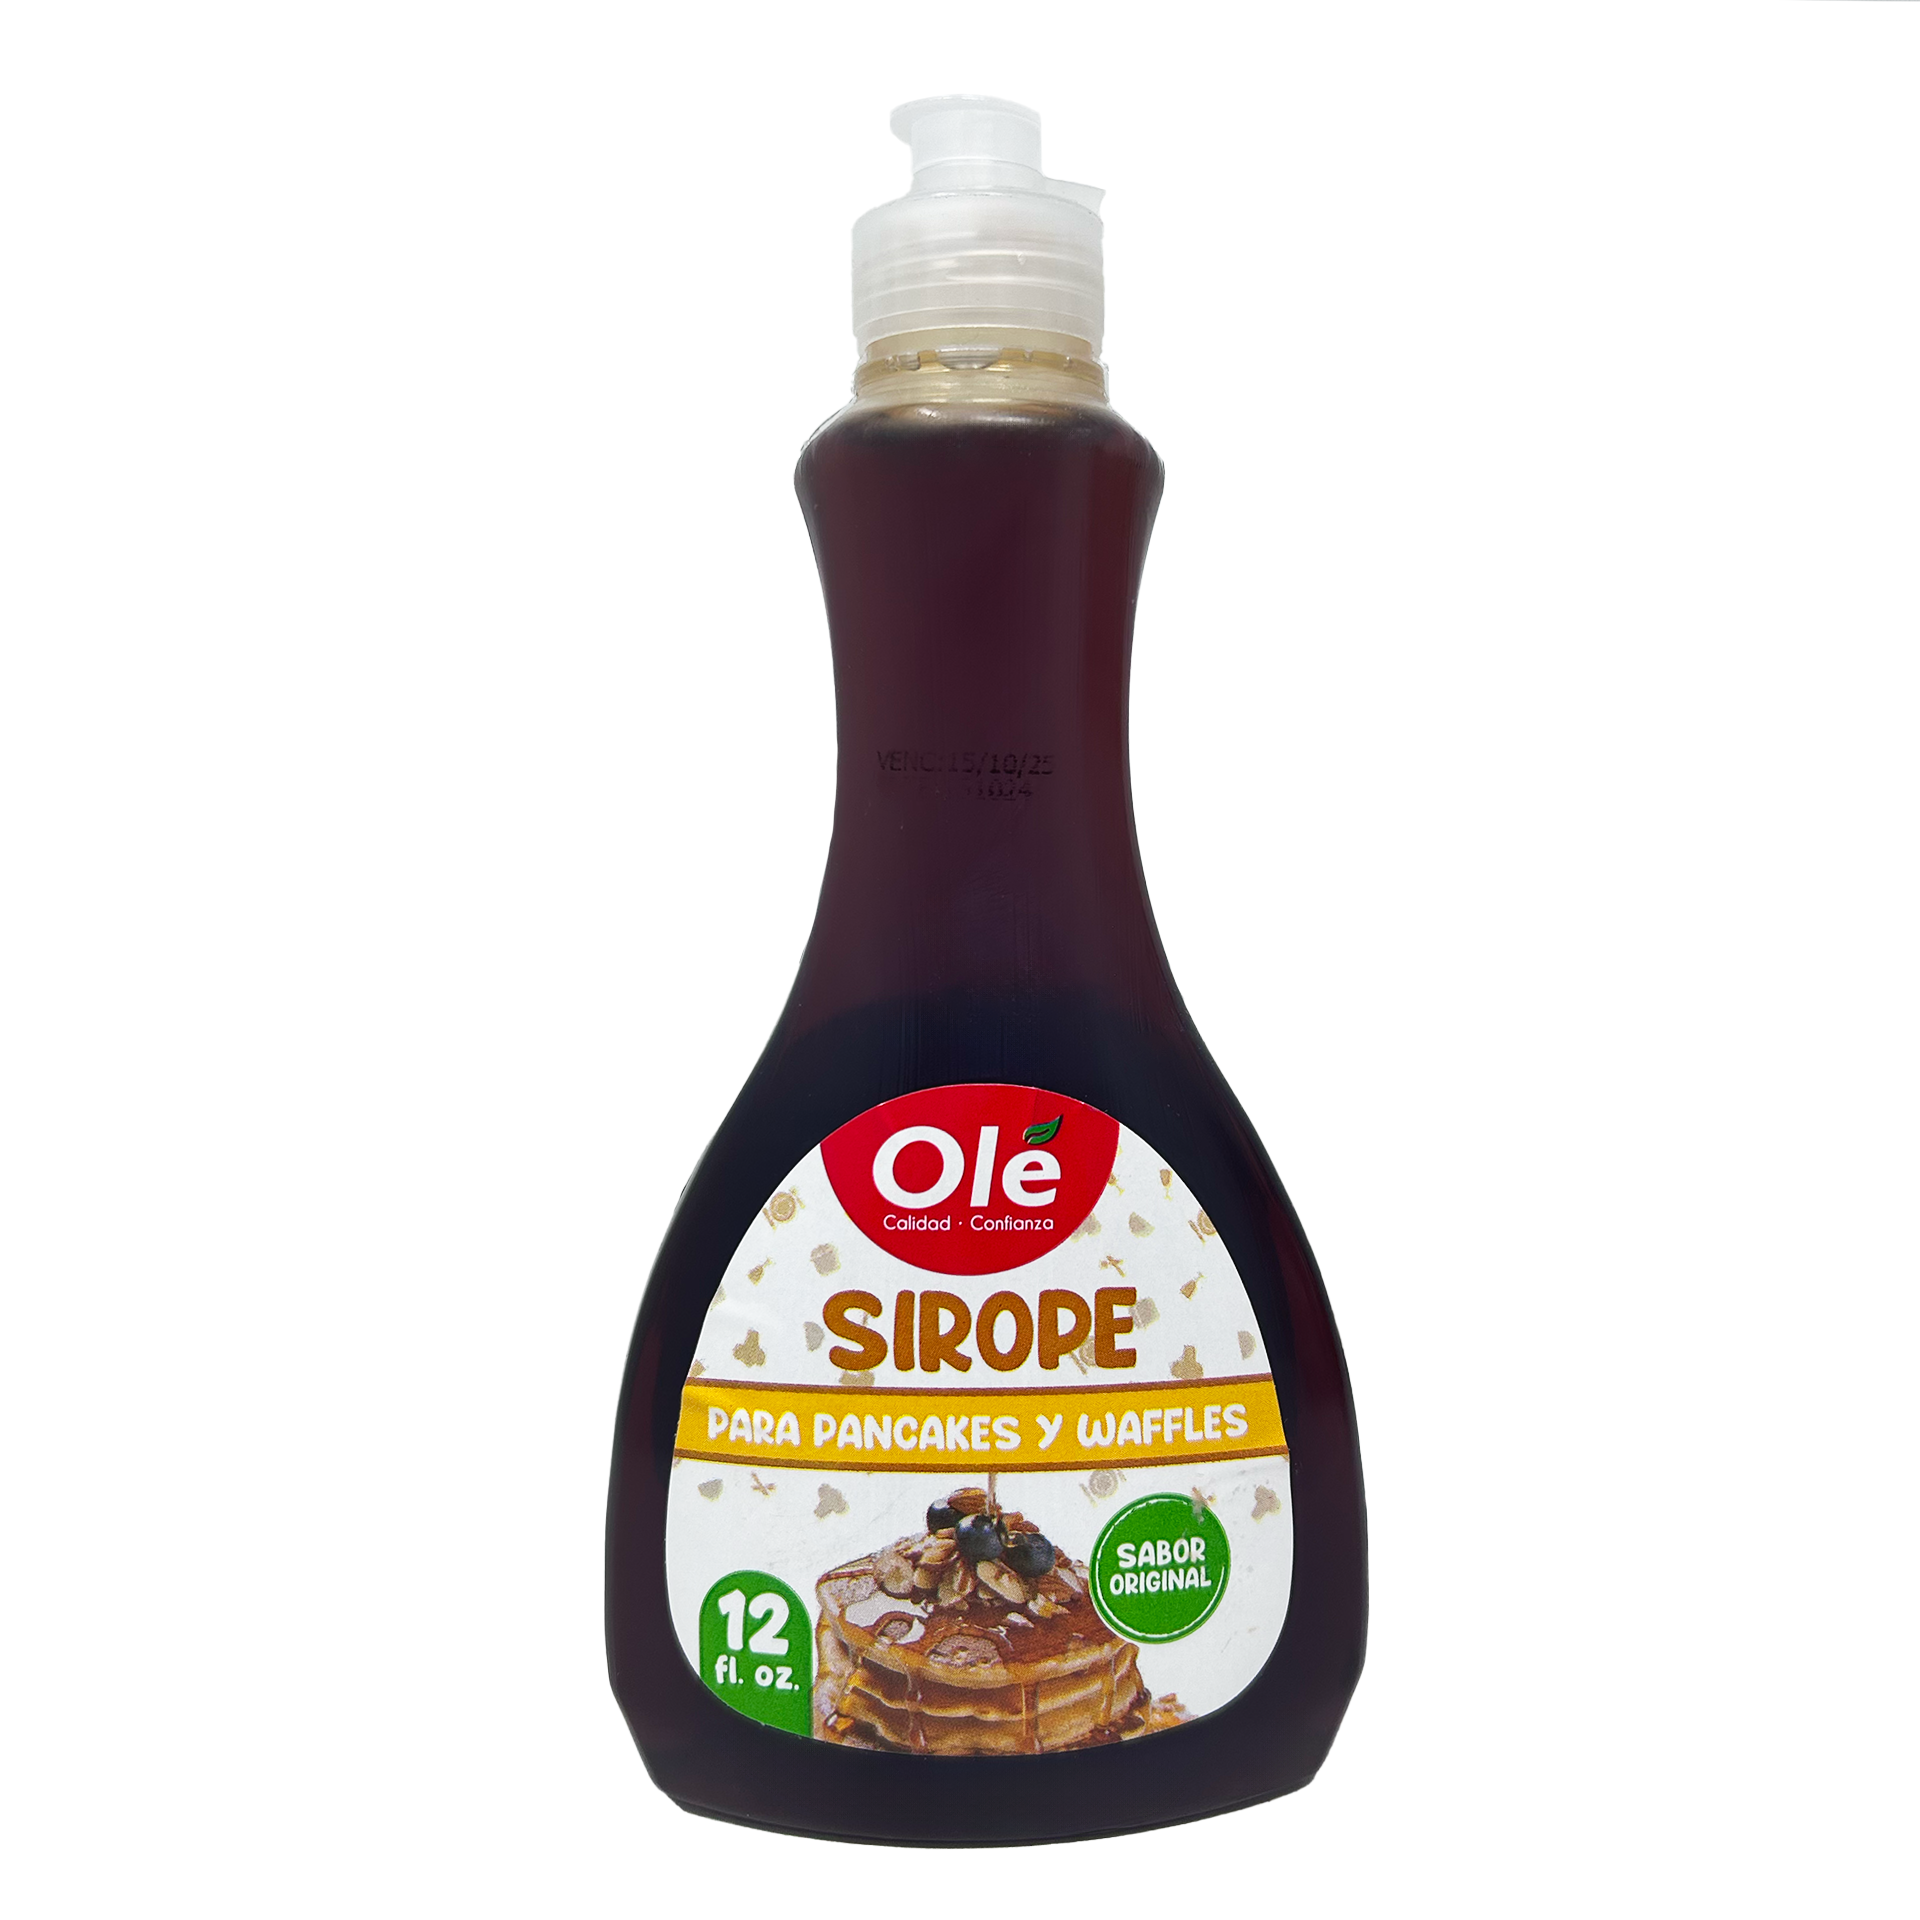 VENC:15/10/25
Olé
Calidad · Confianza
SIROPE
PARA PANCAKES Y WAFFLES
SABOR
ORIGINAL
12
fl. oz.